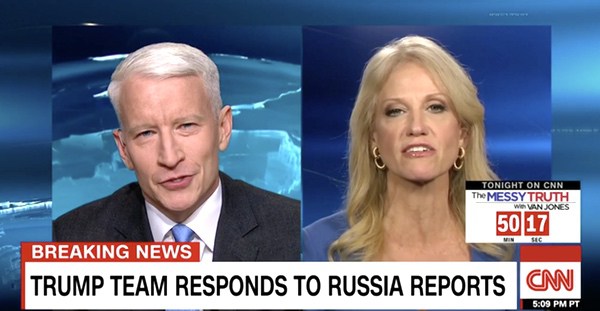 TONIGHT ON CNN
The MESSY TRUTH
With VAN JONES
50 17
MIN SEC
BREAKING NEWS
TRUMP TEAM RESPONDS TO RUSSIA REPORTS
CNN
5:09 PM PT